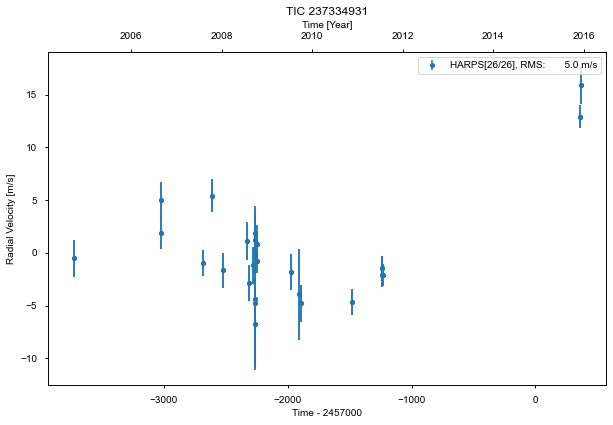 TIC 237334931
Time [Year]
2006 2008 2010 2012 2014 2016
HARPS[26/26], RMS: 5.0 m/s
Radial Velocity [m/s]
15
10
5
0
−5
−10
−3000 −2000 −1000 0
Time - 2457000